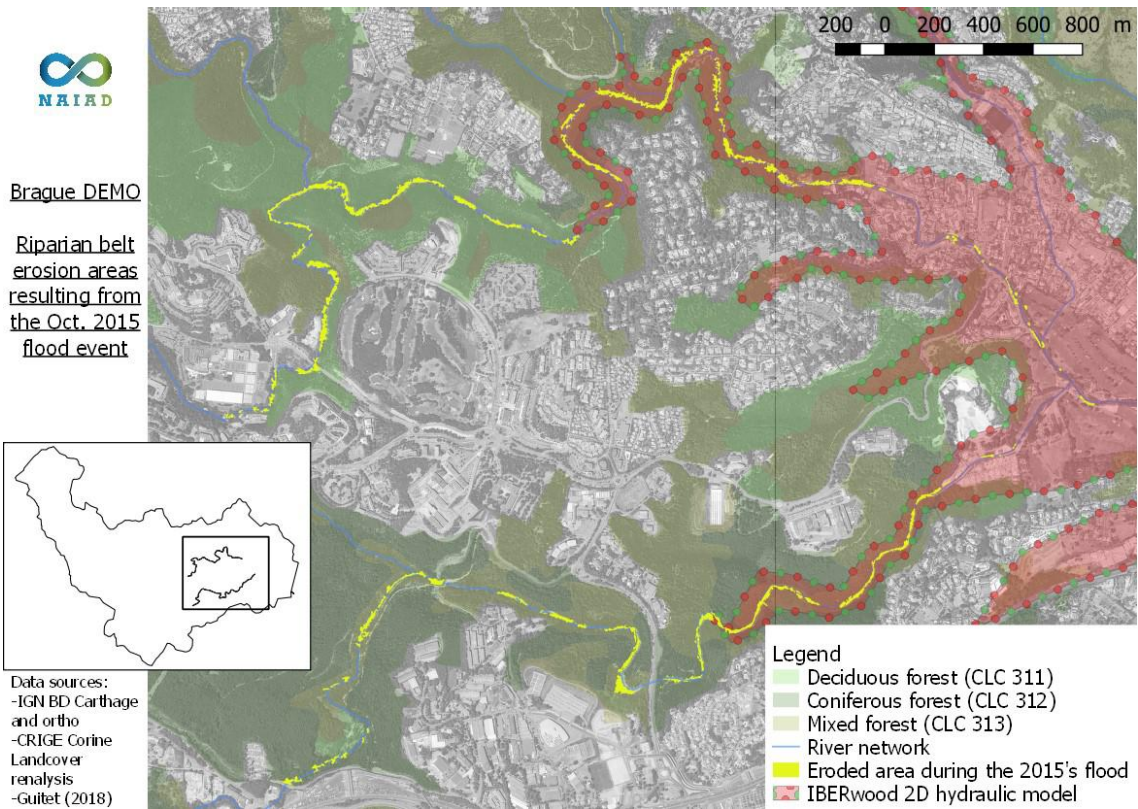 NAIAD
200 0 200 400 600 800 m
Brague DEMO
Riparian belt
erosion areas
resulting from
the Oct. 2015
flood event
Data sources:
-IGN BD Carthage
and ortho
-CRIGE Corine
Landcover
renalysis
-Guitet (2018)
Legend
Deciduous forest (CLC 311)
Coniferous forest (CLC 312)
Mixed forest (CLC 313)
River network
Eroded area during the 2015's flood
IBERwood 2D hydraulic model